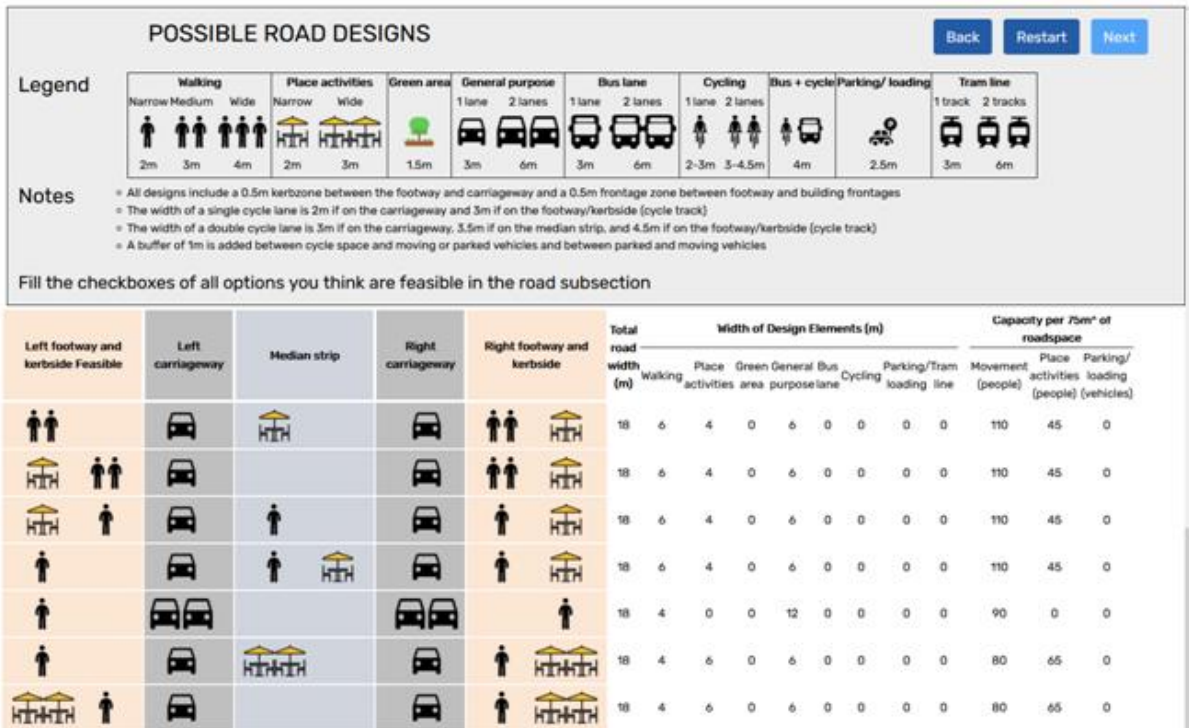 POSSIBLE ROAD DESIGNS
Back Restart Next
Legend
Walking Place activities Green area General purpose Bus lane Cycling Bus + cycle Parking/ loading Tram line
Narrow Medium Wide Narrow Wide 1 lane 2 lanes 1 lane 2 lanes 1 lane 2 lanes 1 track 2 tracks
2m 3m 4m 2m 3m 1.5m 3m 6m 3m 6m 2-3m 3-4.5m 4m 2.5m 3m 6m
Notes
All designs include a 0.5m kerbzone between the footway and carriageway and a 0.5m frontage zone between footway and building frontages
The width of a single cycle lane is 2m if on the carriageway and 3m if on the footway/kerbside (cycle track)
The width of a double cycle lane is 3m if on the carriageway, 3.5m if on the median strip, and 4.5m if on the footway/kerbside (cycle track)
A buffer of 1m is added between cycle space and moving or parked vehicles and between parked and moving vehicles
Fill the checkboxes of all options you think are feasible in the road subsection
Left footway and kerbside Feasible
Left carriageway
Median strip
Right carriageway
Right footway and kerbside
Total road width (m)
Width of Design Elements (m)
Walking Place activities Green area General purpose Bus lane Cycling Parking/ loading Tram line
Capacity per 75m² of roadspace
Movement (people) Place activities (people) Parking/ loading (vehicles)
18 6 4 0 6 0 0 0 0 110 45 0
18 6 4 0 6 0 0 0 0 110 45 0
18 6 4 0 6 0 0 0 0 110 45 0
18 6 4 0 6 0 0 0 0 110 45 0
18 4 0 0 12 0 0 0 0 90 0 0
18 4 6 0 6 0 0 0 0 80 65 0
18 4 6 0 6 0 0 0 0 80 65 0